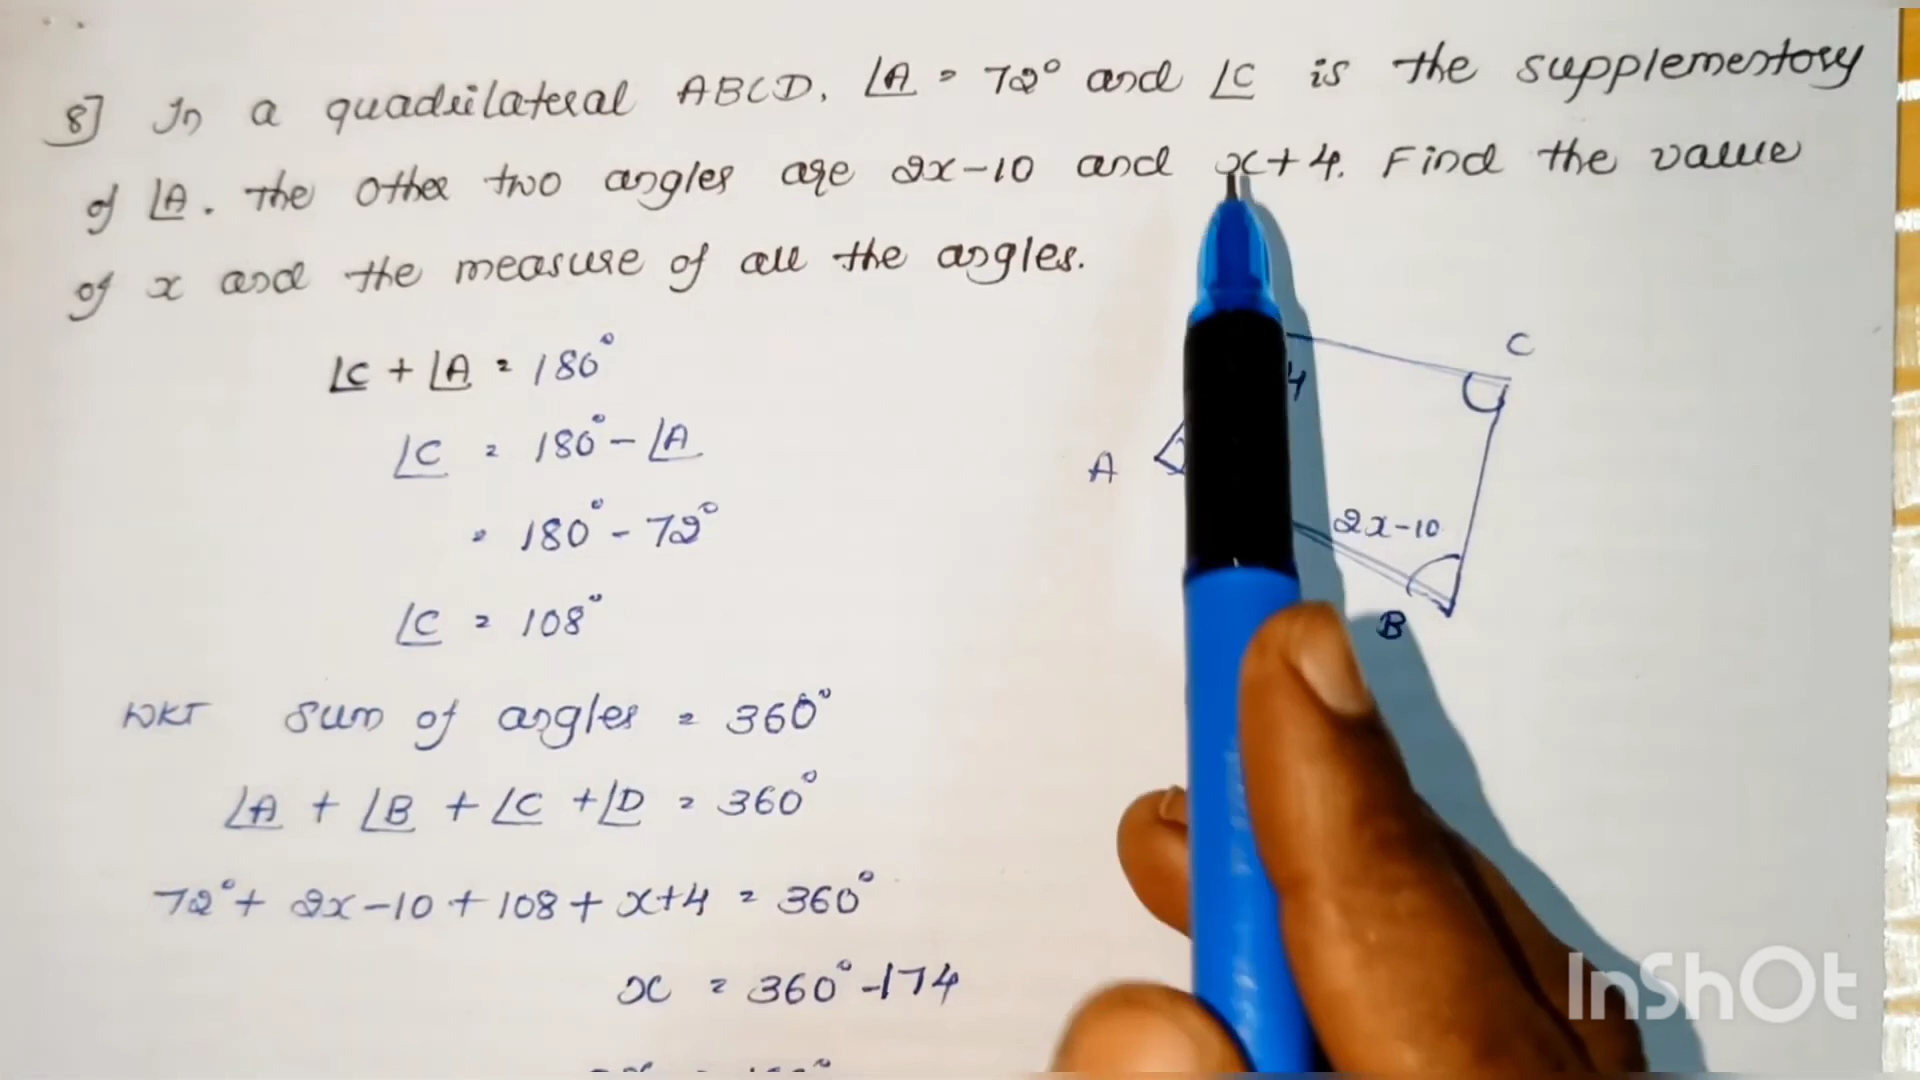 8] In a quadrilateral ABCD, ∠A = 72° and ∠C is the supplementory
of ∠A. The other two angles are 2x-10 and x+4. Find the value
of x and the measure of all the angles.
∠C + ∠A = 180°
∠C = 180° - ∠A
= 180° - 72°
∠C = 108°
WKT Sum of angles = 360°
∠A + ∠B + ∠C + ∠D = 360°
72° + 2x-10 + 108 + x+4 = 360°
x = 360° -174
C
4
A
2x-10
B
InShOt